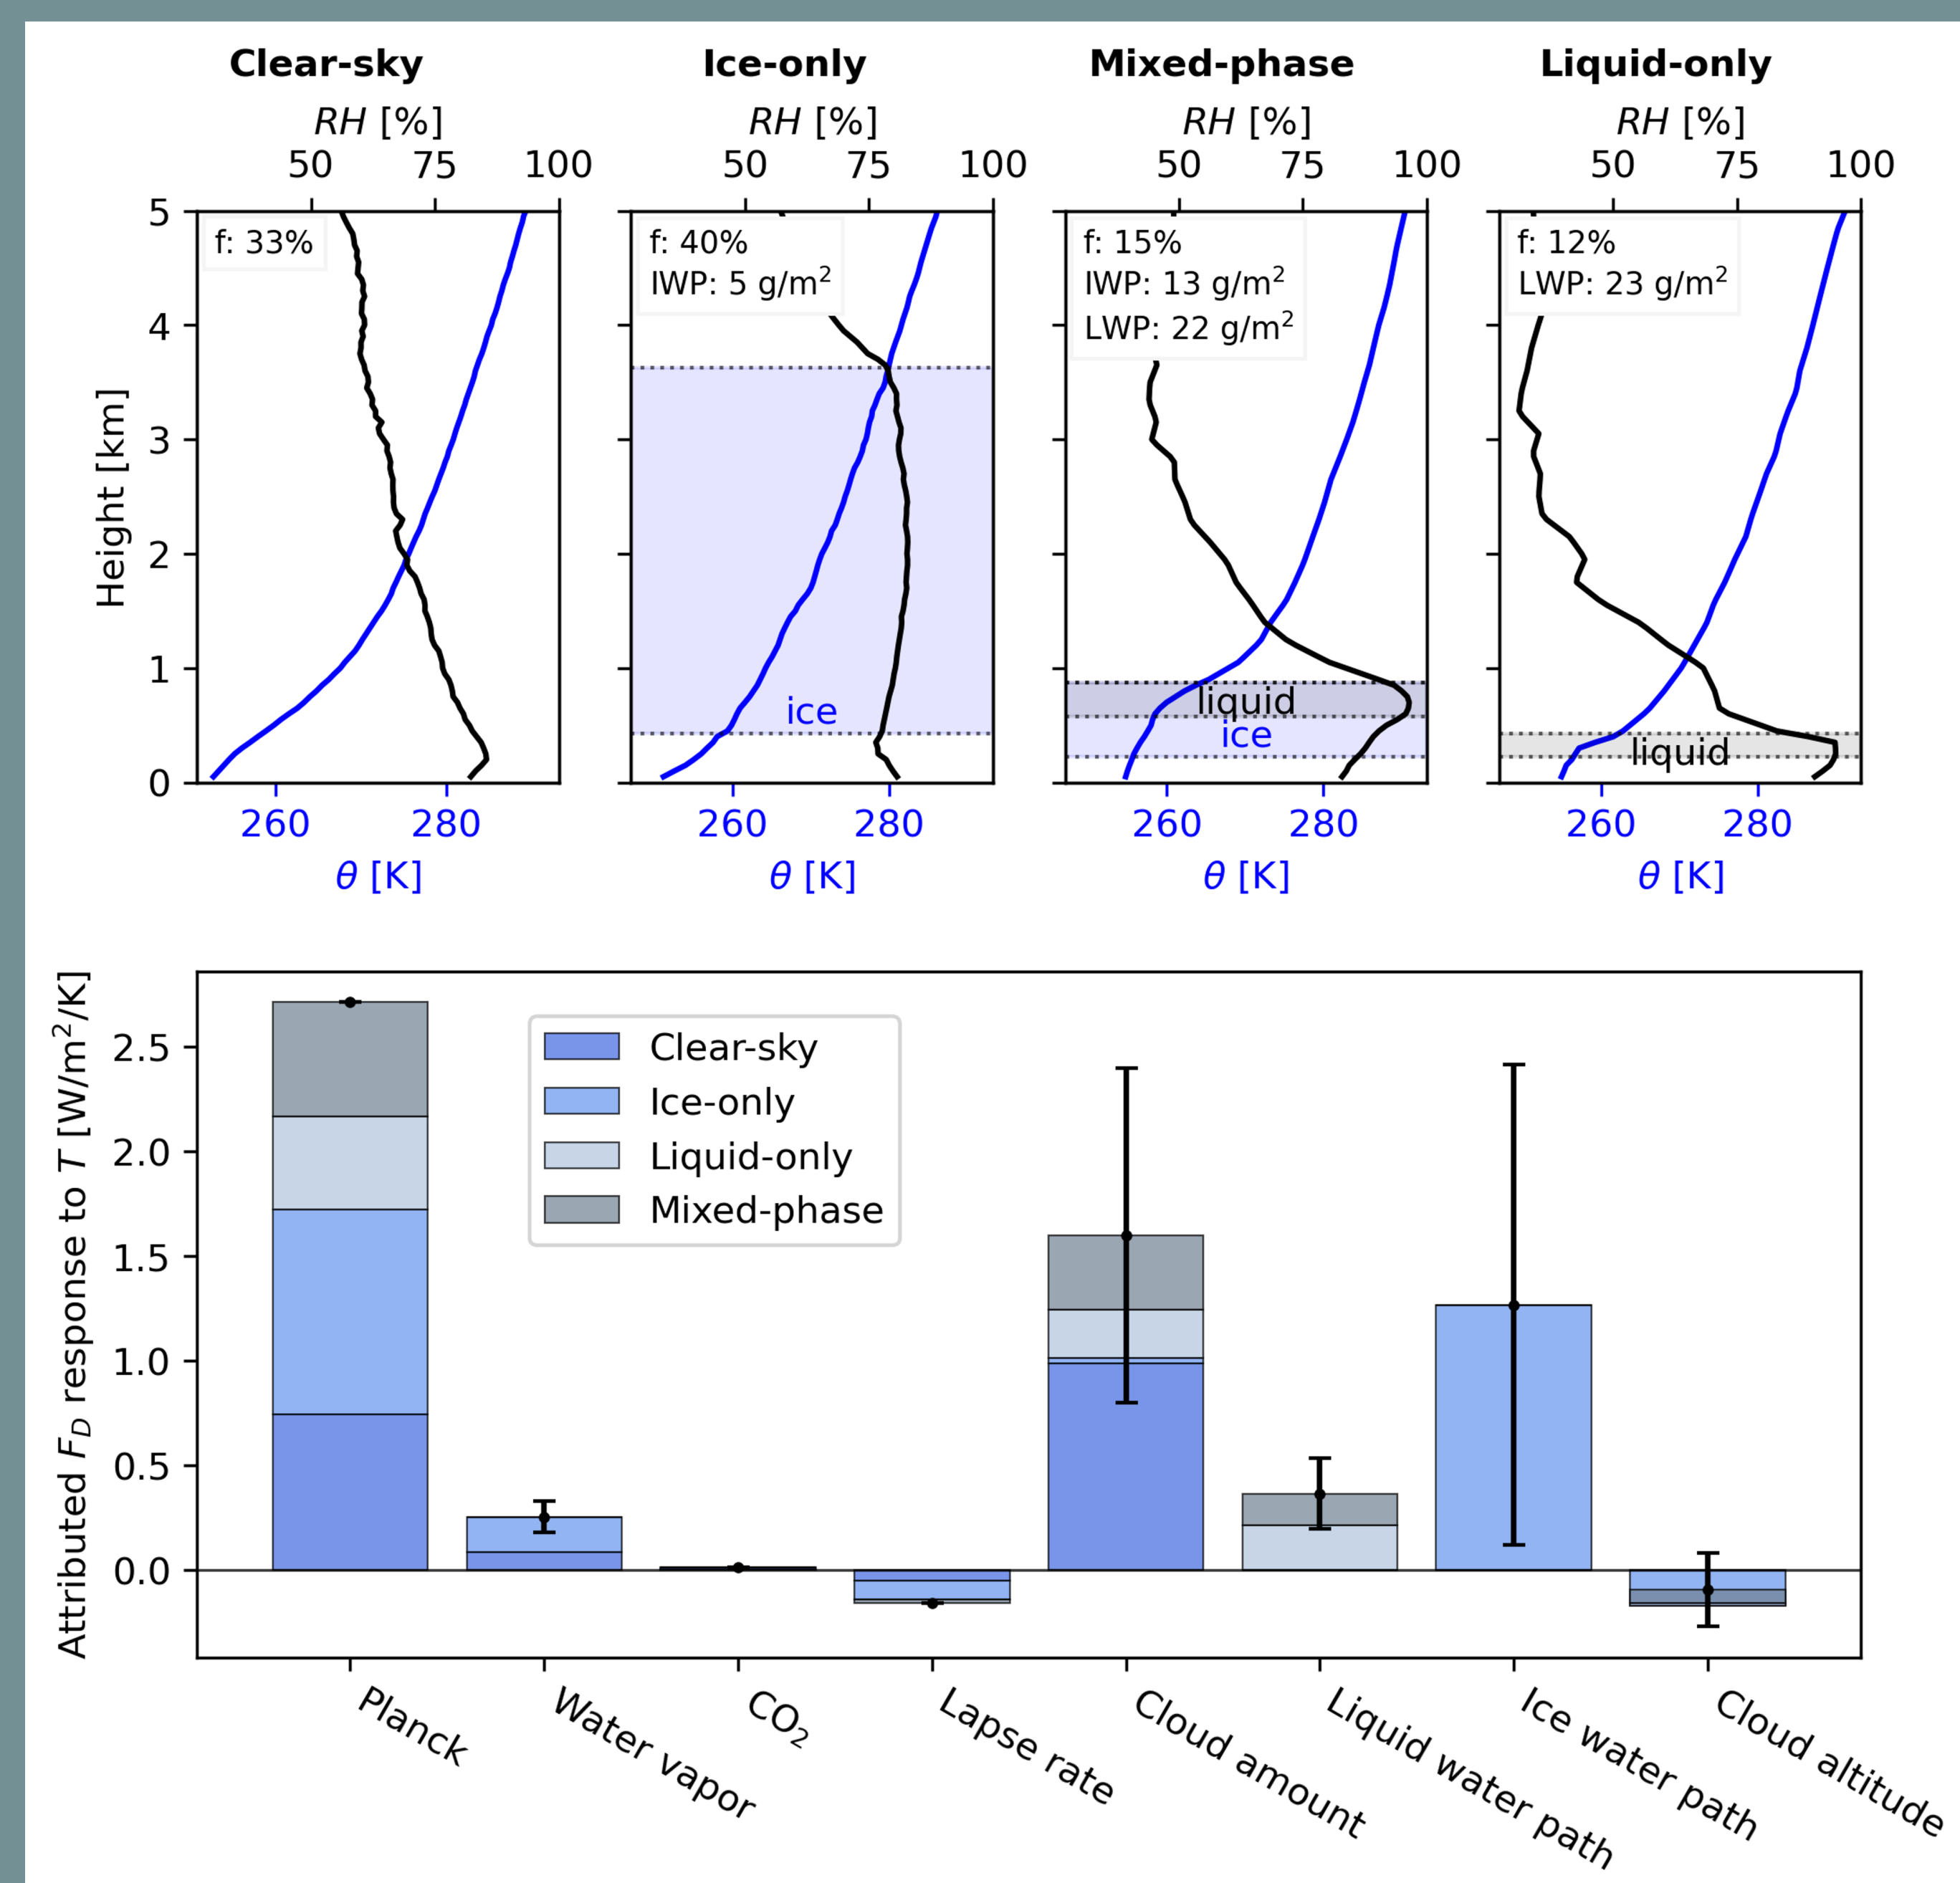 Clear-sky
Ice-only
Mixed-phase
Liquid-only
RH [%]
RH [%]
RH [%]
RH [%]
50 75 100
50 75 100
50 75 100
50 75 100
f: 33%
f: 40%
IWP: 5 g/m²
f: 15%
IWP: 13 g/m²
LWP: 22 g/m²
f: 12%
LWP: 23 g/m²
5
4
3
2
1
0
Height [km]
ice
liquid
ice
liquid
260 280
260 280
260 280
260 280
θ [K]
θ [K]
θ [K]
θ [K]
Attributed F_D response to T [W/m²/K]
2.5
2.0
1.5
1.0
0.5
0.0
Clear-sky
Ice-only
Liquid-only
Mixed-phase
Planck
Water vapor
CO₂
Lapse rate
Cloud amount
Liquid water path
Ice water path
Cloud altitude